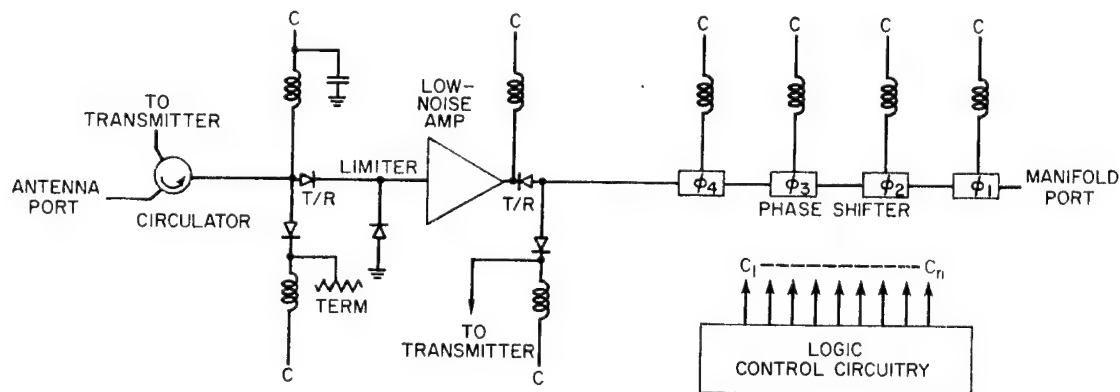 C
C
C
C
C
C
LOW-
NOISE
AMP
TO
TRANSMITTER
LIMITER
ANTENNA
PORT
T/R
T/R
CIRCULATOR
ϕ4
ϕ3
ϕ2
ϕ1
MANIFOLD
PORT
PHASE SHIFTER
TERM
TO
TRANSMITTER
C
C
C1
Cn
LOGIC
CONTROL CIRCUITRY